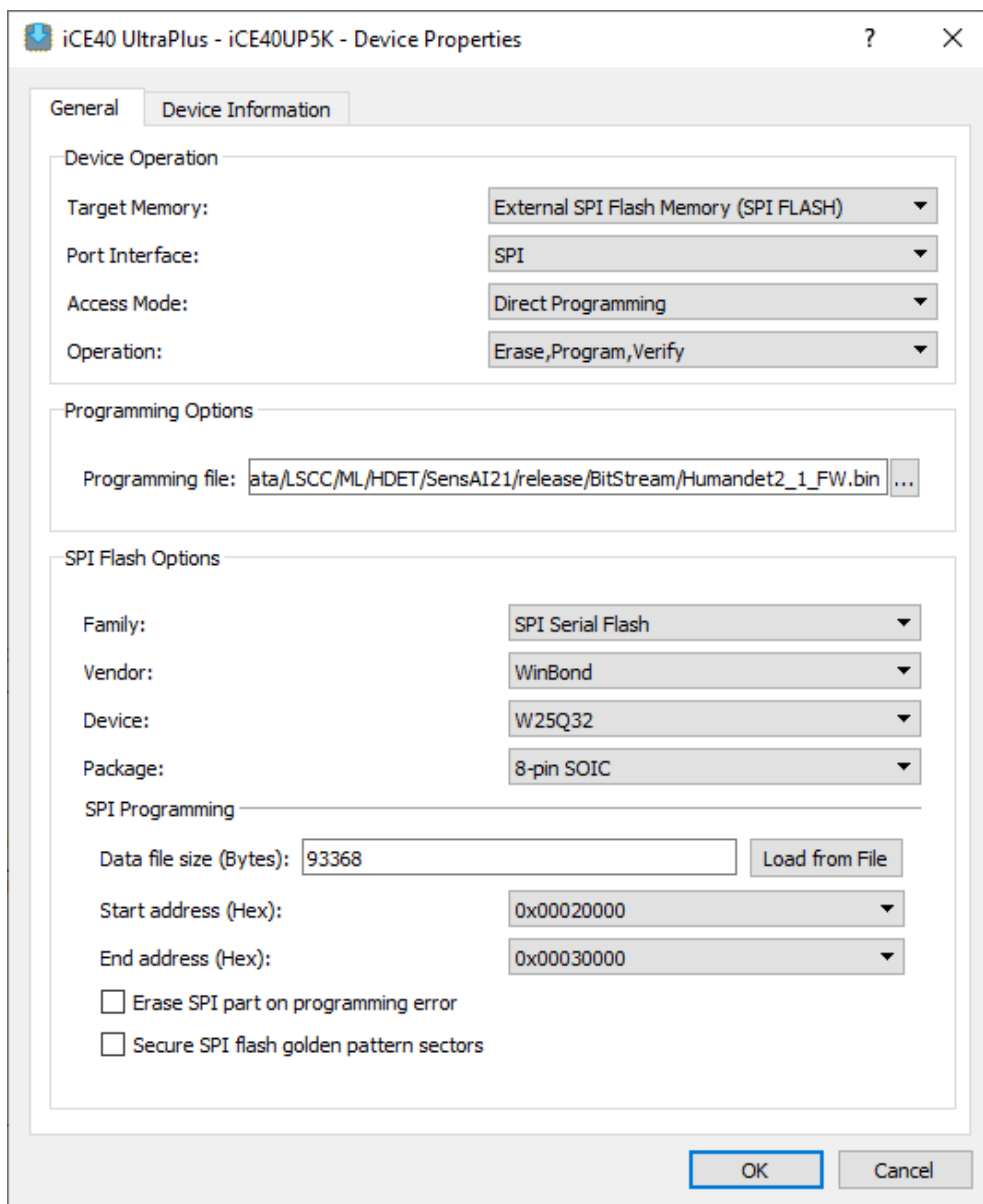 iCE40 UltraPlus - iCE40UP5K - Device Properties ?
General Device Information
Device Operation
Target Memory: External SPI Flash Memory (SPI FLASH)
Port Interface: SPI
Access Mode: Direct Programming
Operation: Erase,Program,Verify
Programming Options
Programming file: ata/LSCC/ML/HDET/SensAI21/release/BitStream/Humandet2_1_FW.bin ...
SPI Flash Options
Family: SPI Serial Flash
Vendor: WinBond
Device: W25Q32
Package: 8-pin SOIC
SPI Programming
Data file size (Bytes): 93368 Load from File
Start address (Hex): 0x00020000
End address (Hex): 0x00030000
Erase SPI part on programming error
Secure SPI flash golden pattern sectors
OK Cancel